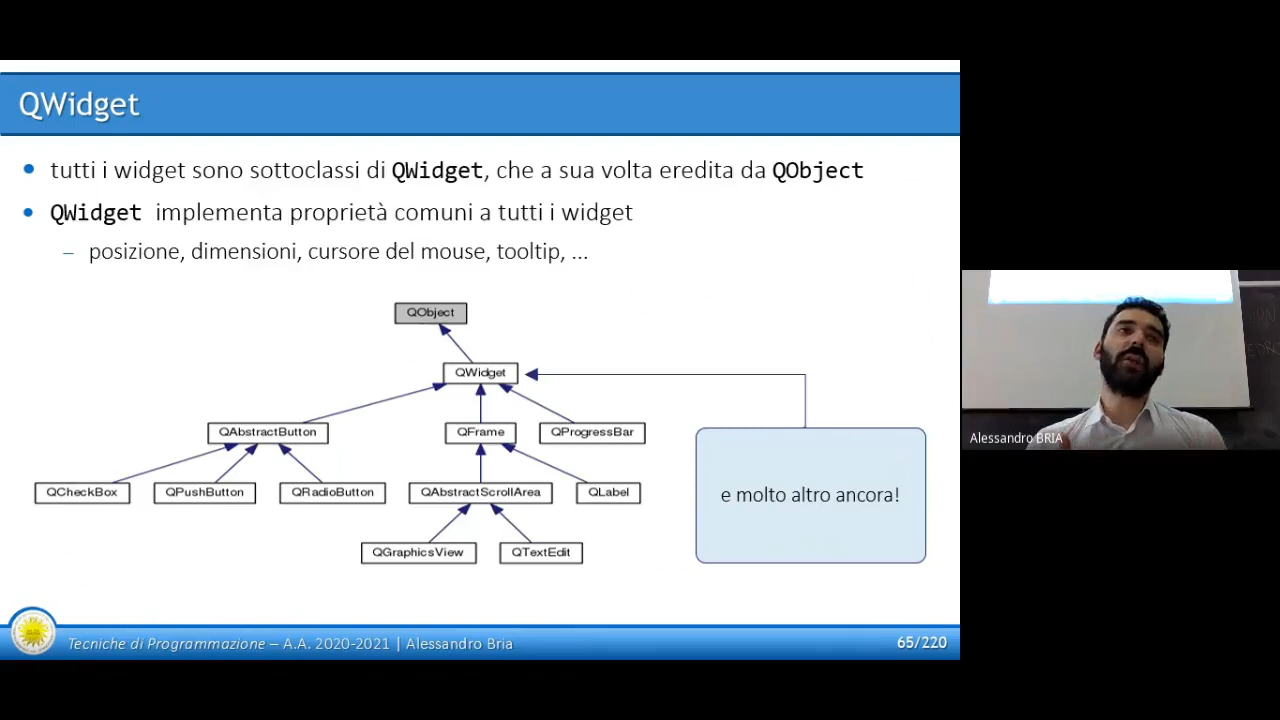 QWidget
• tutti i widget sono sottoclassi di QWidget, che a sua volta eredita da QObject
• QWidget implementa proprietà comuni a tutti i widget
– posizione, dimensioni, cursore del mouse, tooltip, ...
QObject
QWidget
QAbstractButton
QFrame
QProgressBar
QCheckBox
QPushButton
QRadioButton
QAbstractScrollArea
QLabel
QGraphicsView
QTextEdit
e molto altro ancora!
Tecniche di Programmazione – A.A. 2020-2021 | Alessandro Bria
65/220
Alessandro BRIA